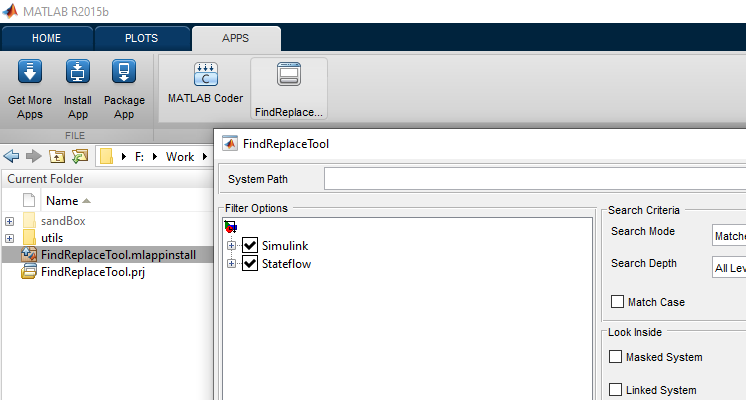 MATLAB R2015b
HOME PLOTS APPS
Get More Apps
Install App
Package App
MATLAB Coder
FindReplace...
FILE
F: Work
Current Folder
Name
sandBox
utils
FindReplaceTool.mlappinstall
FindReplaceTool.prj
FindReplaceTool
System Path
Filter Options
Simulink
Stateflow
Search Criteria
Search Mode
Search Depth
All
Match Case
Look Inside
Masked System
Linked System